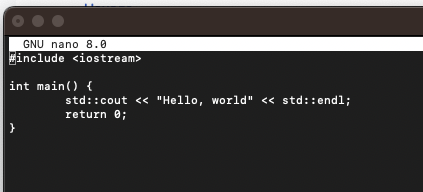 GNU nano 8.0
#include <iostream>
int main() {
std::cout << "Hello, world" << std::endl;
return 0;
}